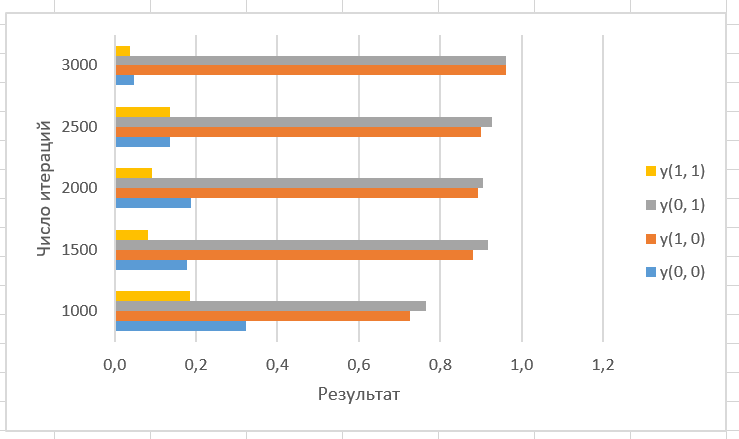 3000
2500
2000
1500
1000
Число итераций
0,0 0,2 0,4 0,6 0,8 1,0 1,2
Результат
y(1, 1)
y(0, 1)
y(1, 0)
y(0, 0)